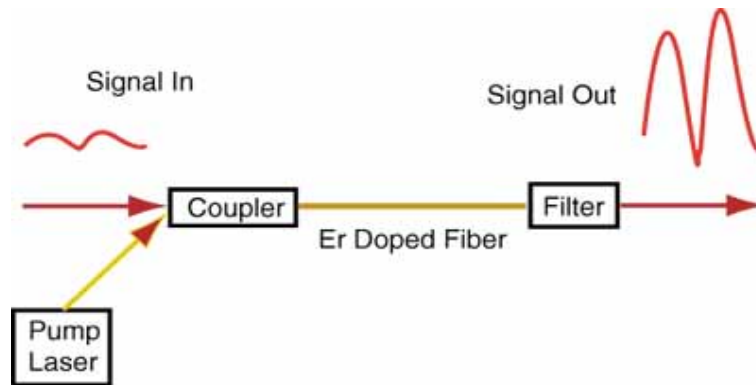 Signal In
Signal Out
Coupler
Filter
Er Doped Fiber
Pump
Laser